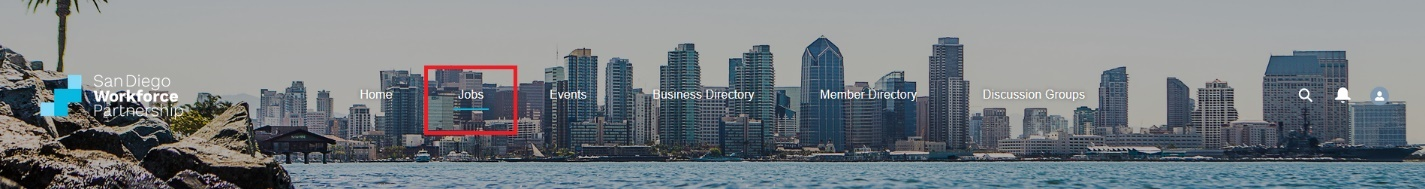 San Diego
Workforce
Partnership
Home
Jobs
Events
Business Directory
Member Directory
Discussion Groups